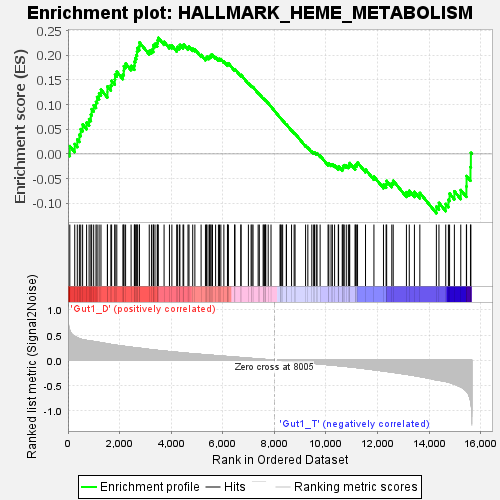 Enrichment plot: HALLMARK_HEME_METABOLISM
Enrichment score (ES)
0.25
0.20
0.15
0.10
0.05
0.00
-0.05
-0.10
'Gut1_D' (positively correlated)
Ranked list metric (Signal2Noise)
1.0
0.5
0.0
-0.5
-1.0
Zero cross at 8005
'Gut1_T' (negatively correlated)
0
2,000
4,000
6,000
8,000
10,000
12,000
14,000
16,000
Rank in Ordered Dataset
Enrichment profile
Hits
Ranking metric scores